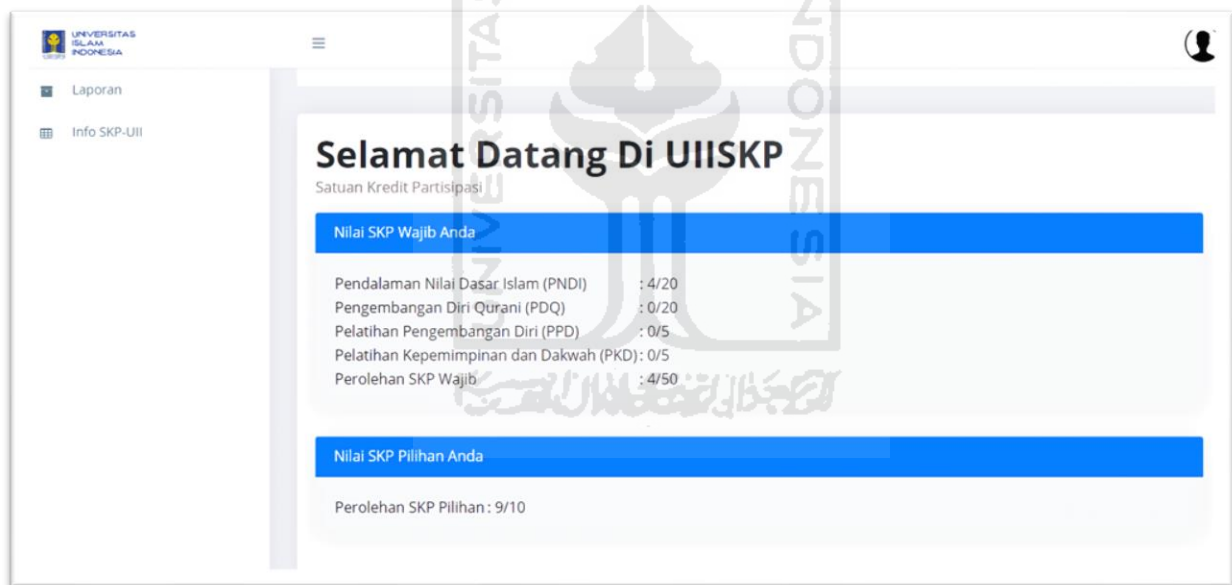 UNIVERSITAS
ISLAM
INDONESIA
Laporan
Info SKP-UII
Selamat Datang Di UIISKP
Satuan Kredit Partisipasi
Nilai SKP Wajib Anda
Pendalaman Nilai Dasar Islam (PNDI) : 4/20
Pengembangan Diri Qurani (PDQ) : 0/20
Pelatihan Pengembangan Diri (PPD) : 0/5
Pelatihan Kepemimpinan dan Dakwah (PKD): 0/5
Perolehan SKP Wajib : 4/50
Nilai SKP Pilihan Anda
Perolehan SKP Pilihan : 9/10
UNIVERSITAS
INDONESIA